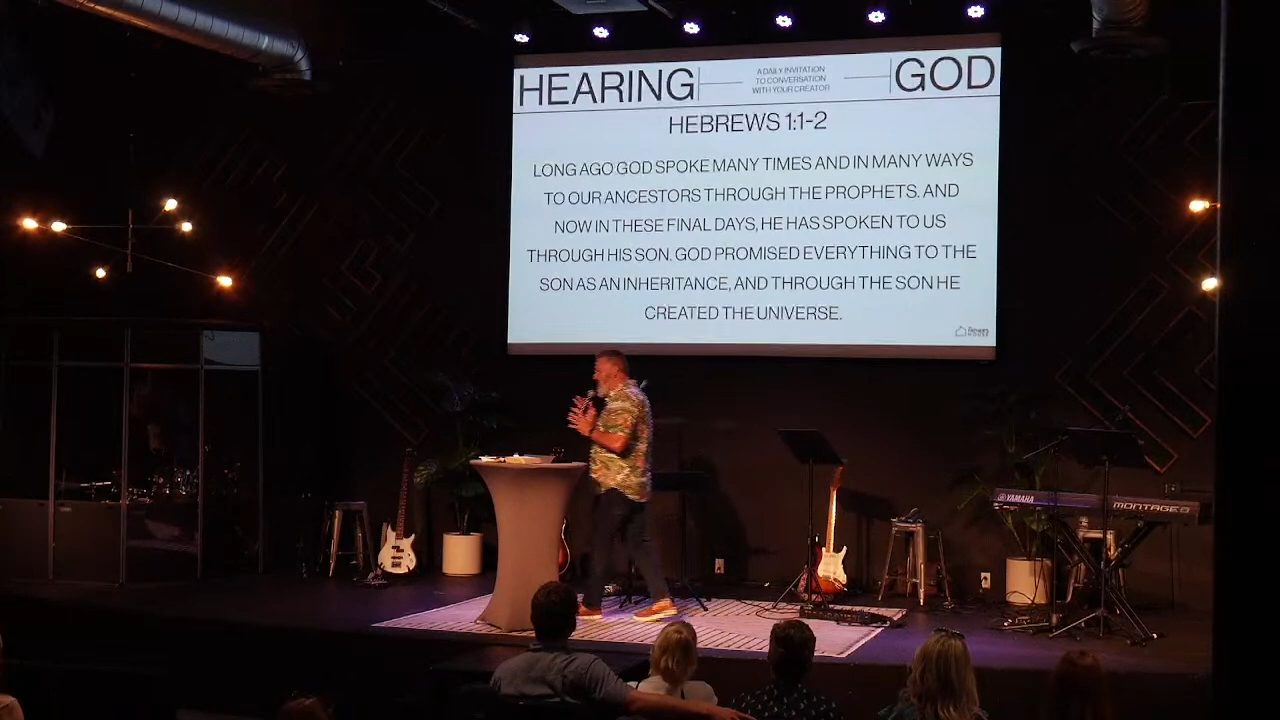 HEARING
A DAILY INVITATION
TO CONVERSATION
WITH YOUR CREATOR
GOD
HEBREWS 1:1-2
LONG AGO GOD SPOKE MANY TIMES AND IN MANY WAYS
TO OUR ANCESTORS THROUGH THE PROPHETS. AND
NOW IN THESE FINAL DAYS, HE HAS SPOKEN TO US
THROUGH HIS SON. GOD PROMISED EVERYTHING TO THE
SON AS AN INHERITANCE, AND THROUGH THE SON HE
CREATED THE UNIVERSE.
YAMAHA
MONTAGE 8